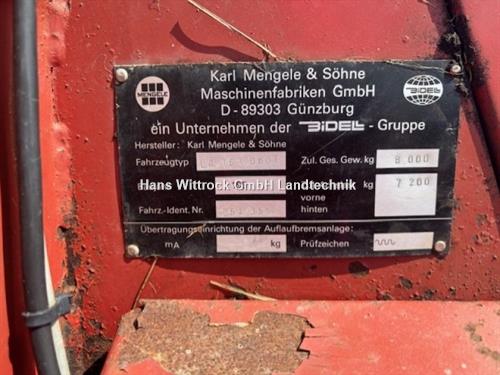 Karl Mengele & Söhne
Maschinenfabriken GmbH
D-89303 Günzburg
MENGELE
BIDELL
ein Unternehmen der BIDELL - Gruppe
Hersteller: Karl Mengele & Söhne
Fahrzeugtyp
Zul. Ges. Gew. kg 8 000
Hans Wittrock GmbH Landtechnik
kg 7 200
Fahrz.-Ident. Nr.
vorne
hinten
Übertragungseinrichtung der Auflaufbremsanlage:
mA kg Prüfzeichen